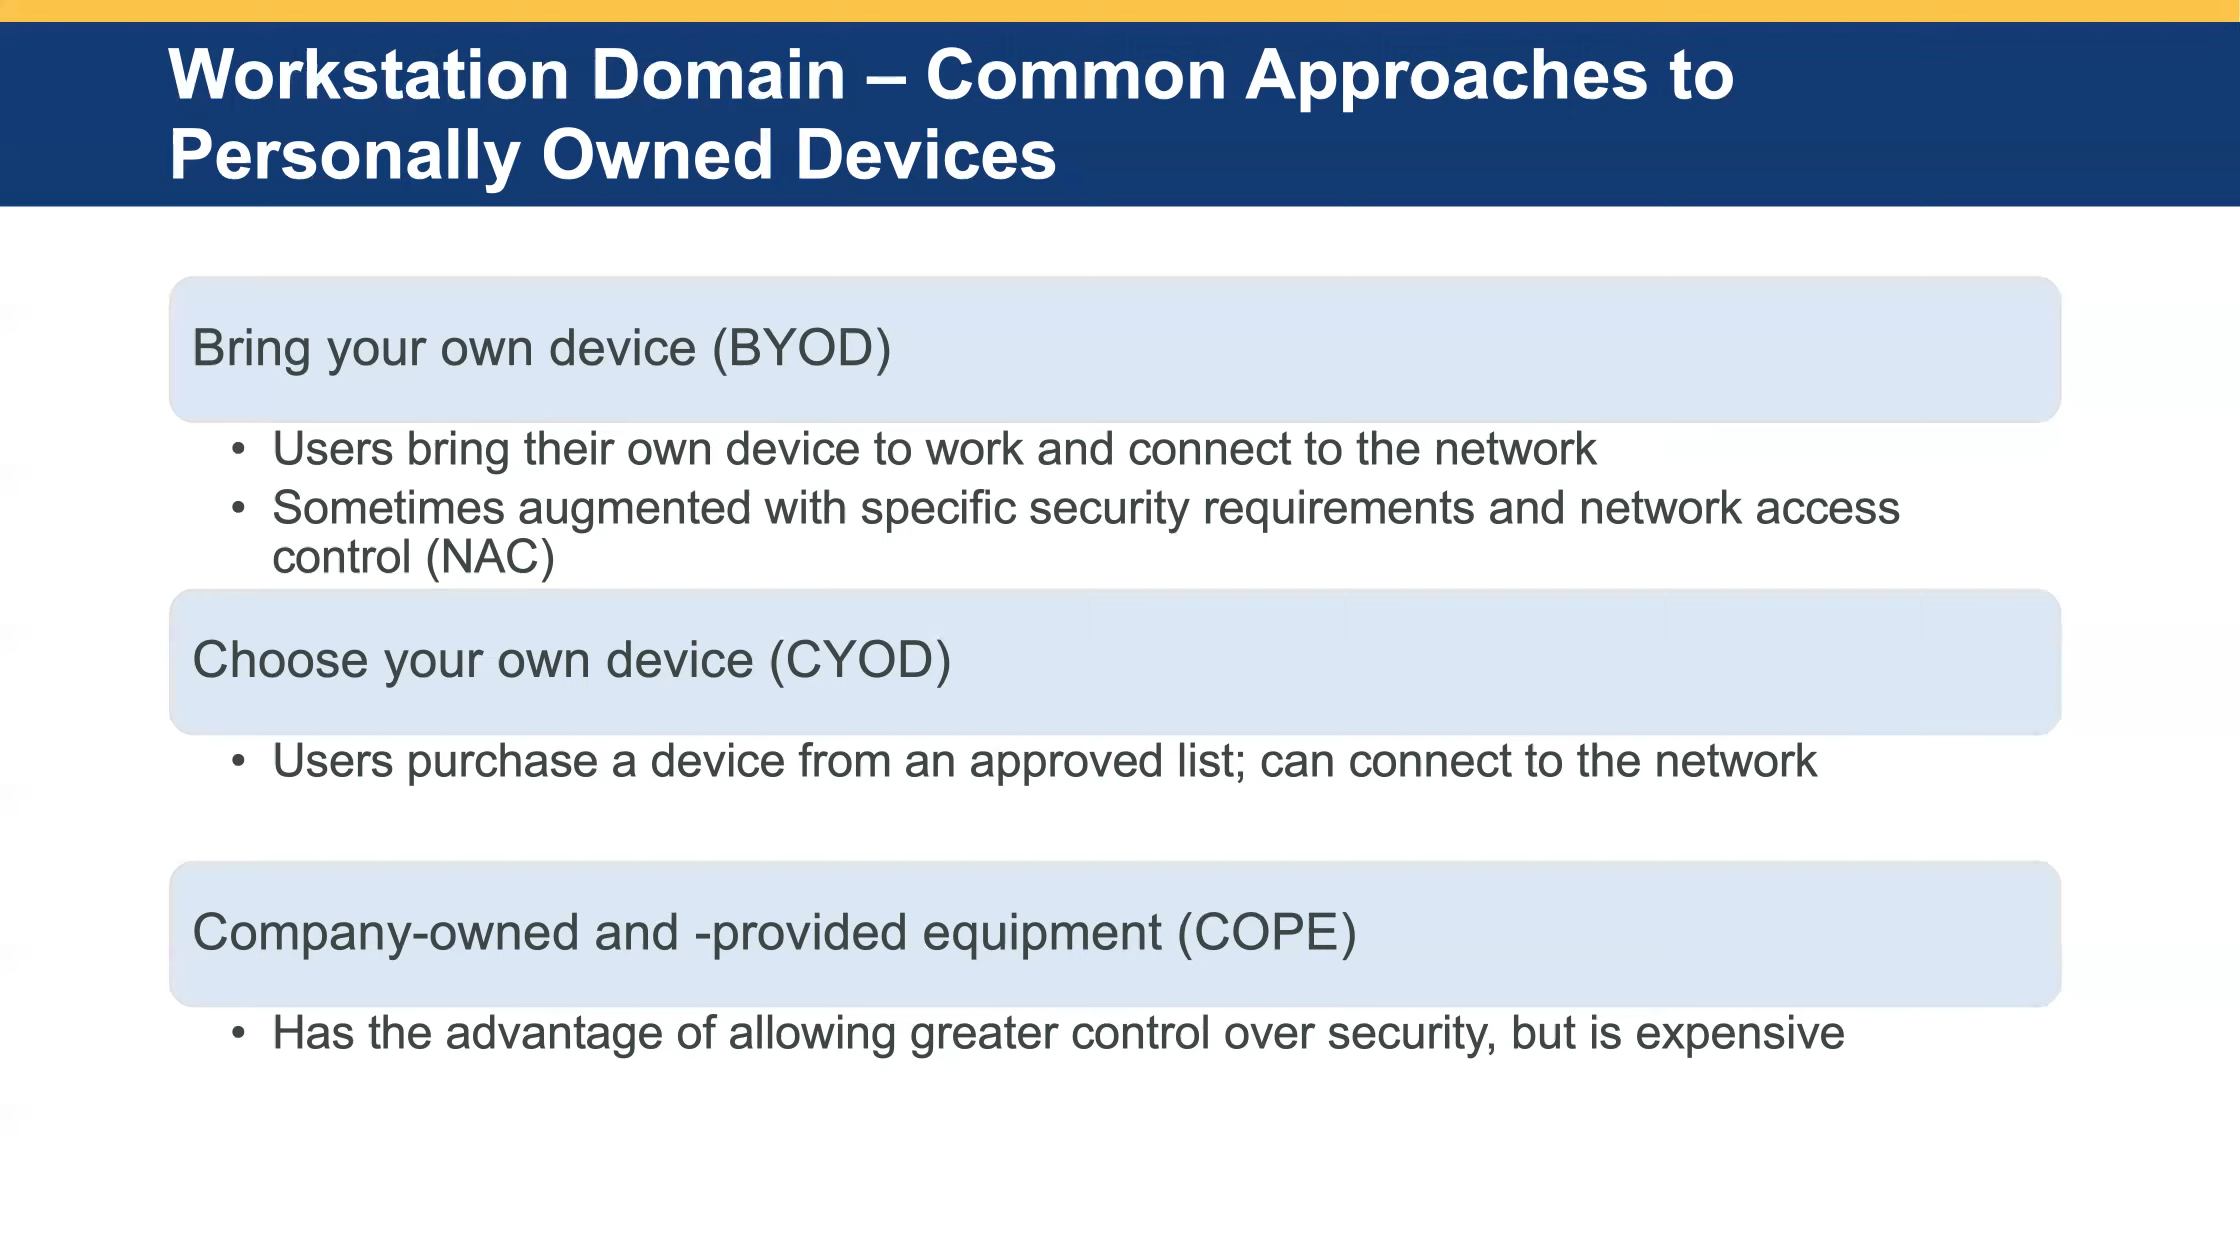 Workstation Domain – Common Approaches to
Personally Owned Devices
Bring your own device (BYOD)
• Users bring their own device to work and connect to the network
• Sometimes augmented with specific security requirements and network access
control (NAC)
Choose your own device (CYOD)
• Users purchase a device from an approved list; can connect to the network
Company-owned and -provided equipment (COPE)
• Has the advantage of allowing greater control over security, but is expensive